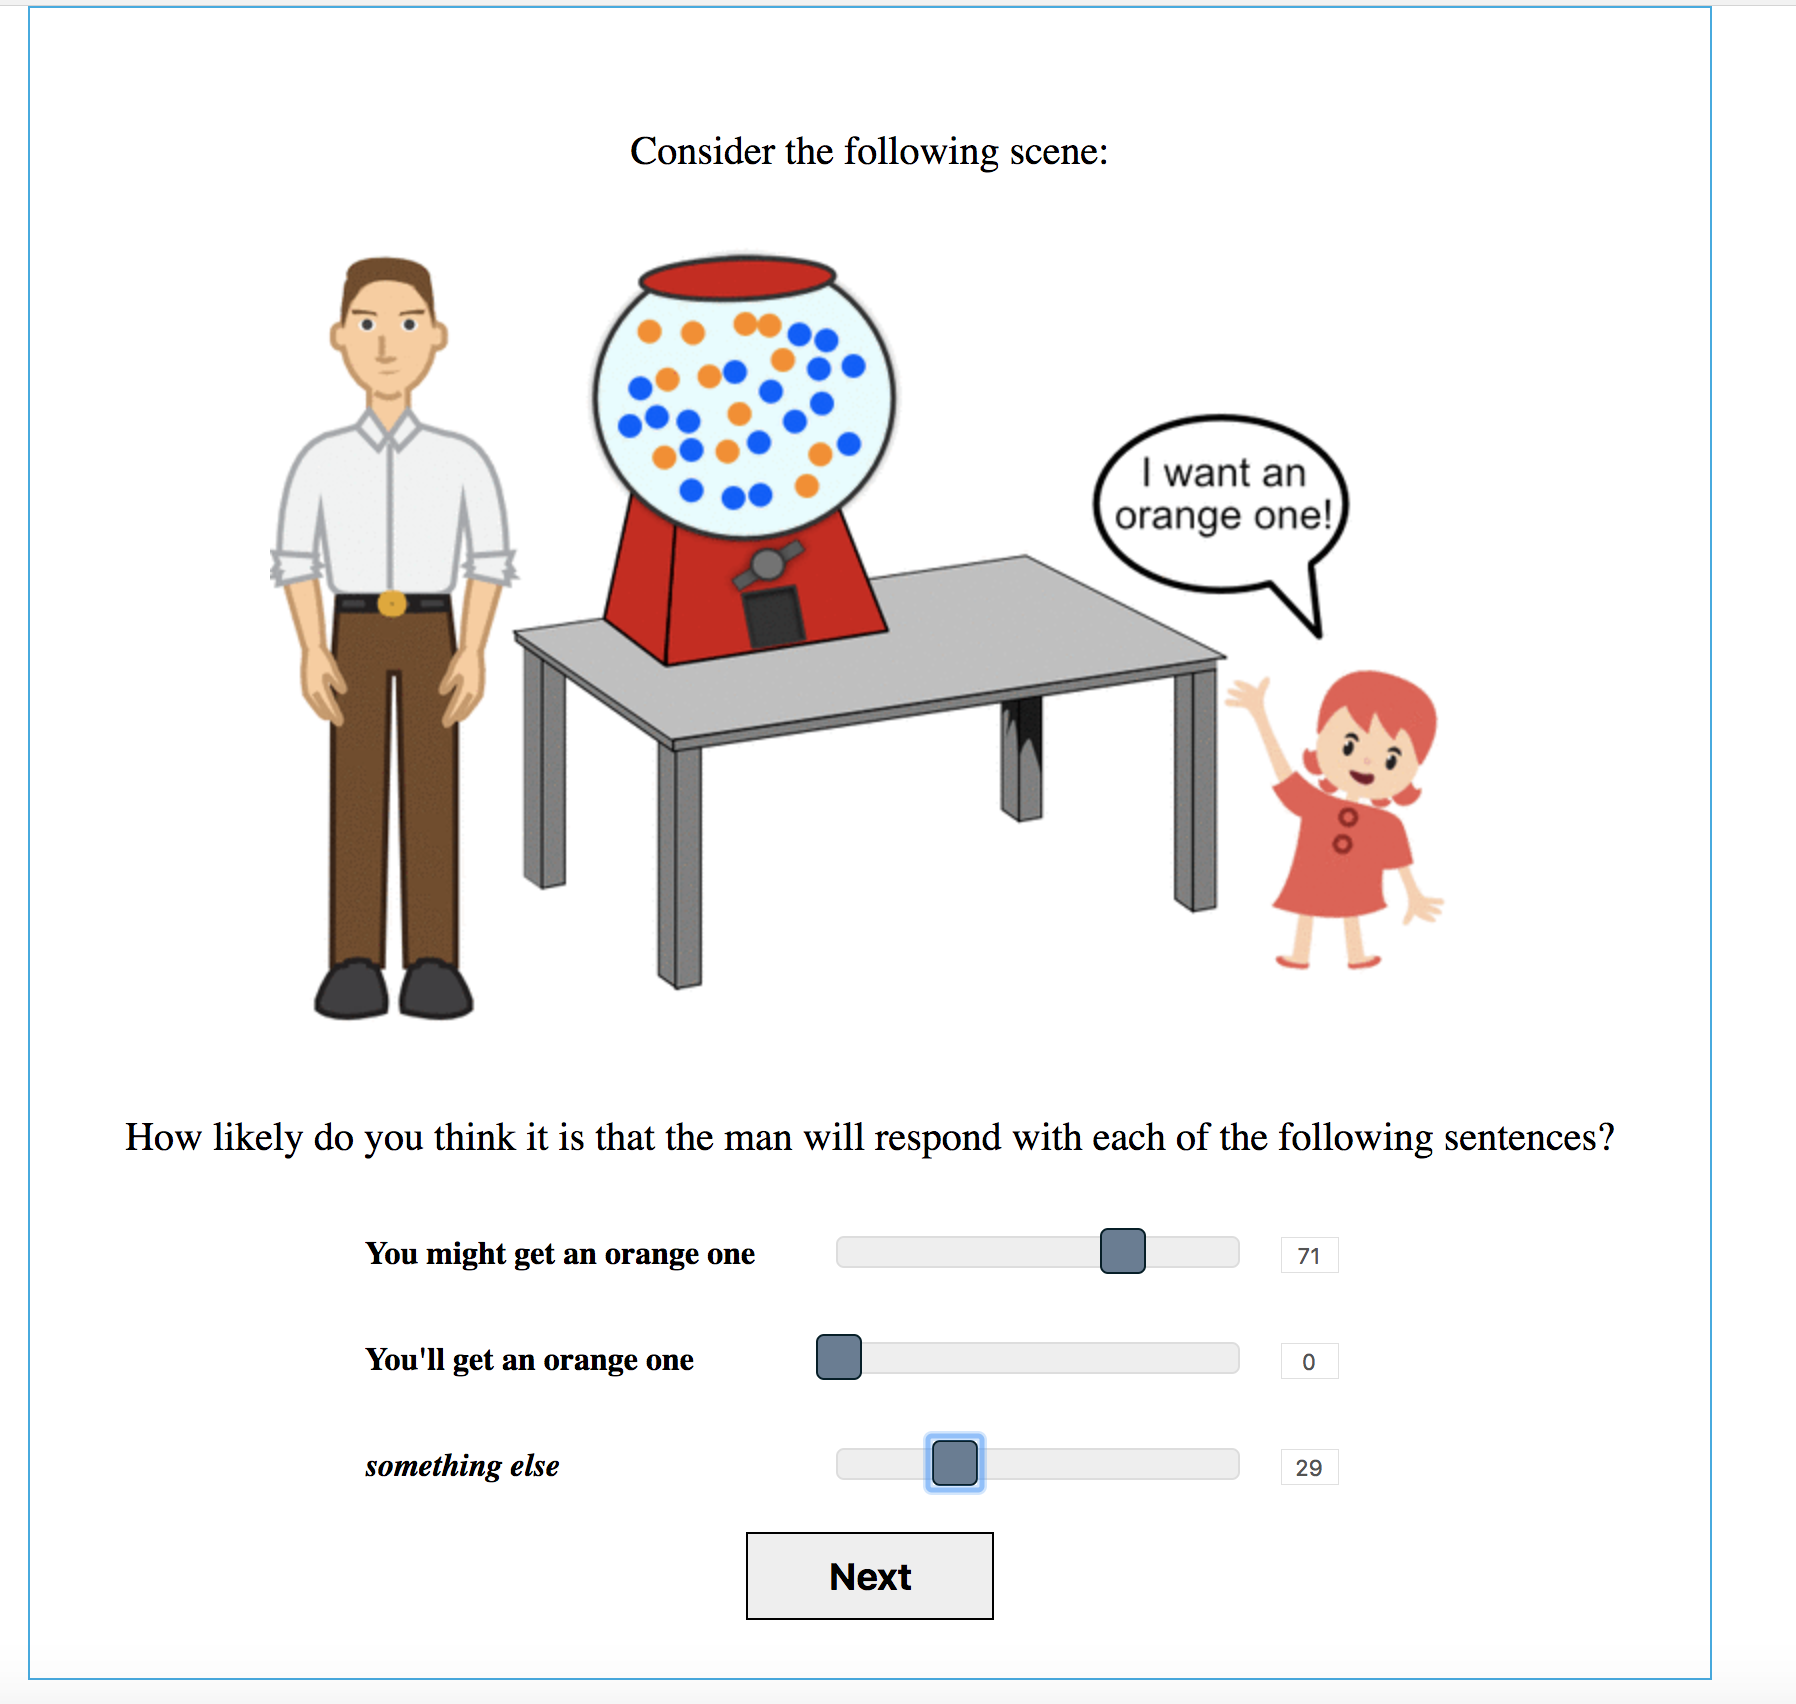 Consider the following scene:
I want an
orange one!
How likely do you think it is that the man will respond with each of the following sentences?
You might get an orange one
71
You'll get an orange one
0
something else
29
Next